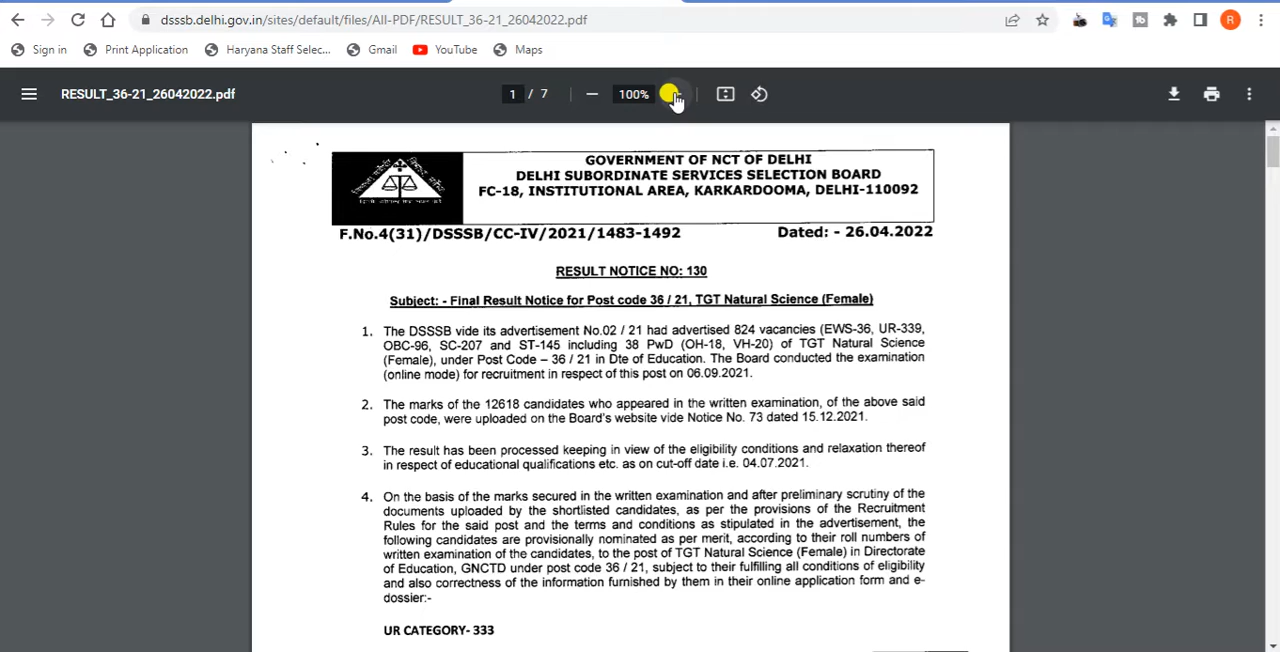 dsssb.delhi.gov.in/sites/default/files/All-PDF/RESULT_36-21_26042022.pdf
R
Sign in Print Application Haryana Staff Selec... Gmail YouTube Maps
RESULT_36-21_26042022.pdf 1 / 7 100%
GOVERNMENT OF NCT OF DELHI
DELHI SUBORDINATE SERVICES SELECTION BOARD
FC-18, INSTITUTIONAL AREA, KARKARDOOMA, DELHI-110092
F.No.4(31)/DSSSB/CC-IV/2021/1483-1492 Dated: - 26.04.2022
RESULT NOTICE NO: 130
Subject: - Final Result Notice for Post code 36 / 21, TGT Natural Science (Female)
1. The DSSSB vide its advertisement No.02 / 21 had advertised 824 vacancies (EWS-36, UR-339,
OBC-96, SC-207 and ST-145 including 38 PwD (OH-18, VH-20) of TGT Natural Science
(Female), under Post Code – 36 / 21 in Dte of Education. The Board conducted the examination
(online mode) for recruitment in respect of this post on 06.09.2021.
2. The marks of the 12618 candidates who appeared in the written examination, of the above said
post code, were uploaded on the Board's website vide Notice No. 73 dated 15.12.2021.
3. The result has been processed keeping in view of the eligibility conditions and relaxation thereof
in respect of educational qualifications etc. as on cut-off date i.e. 04.07.2021.
4. On the basis of the marks secured in the written examination and after preliminary scrutiny of the
documents uploaded by the shortlisted candidates, as per the provisions of the Recruitment
Rules for the said post and the terms and conditions as stipulated in the advertisement, the
following candidates are provisionally nominated as per merit, according to their roll numbers of
written examination of the candidates, to the post of TGT Natural Science (Female) in Directorate
of Education, GNCTD under post code 36 / 21, subject to their fulfilling all conditions of eligibility
and also correctness of the information furnished by them in their online application form and e-
dossier:-
UR CATEGORY- 333